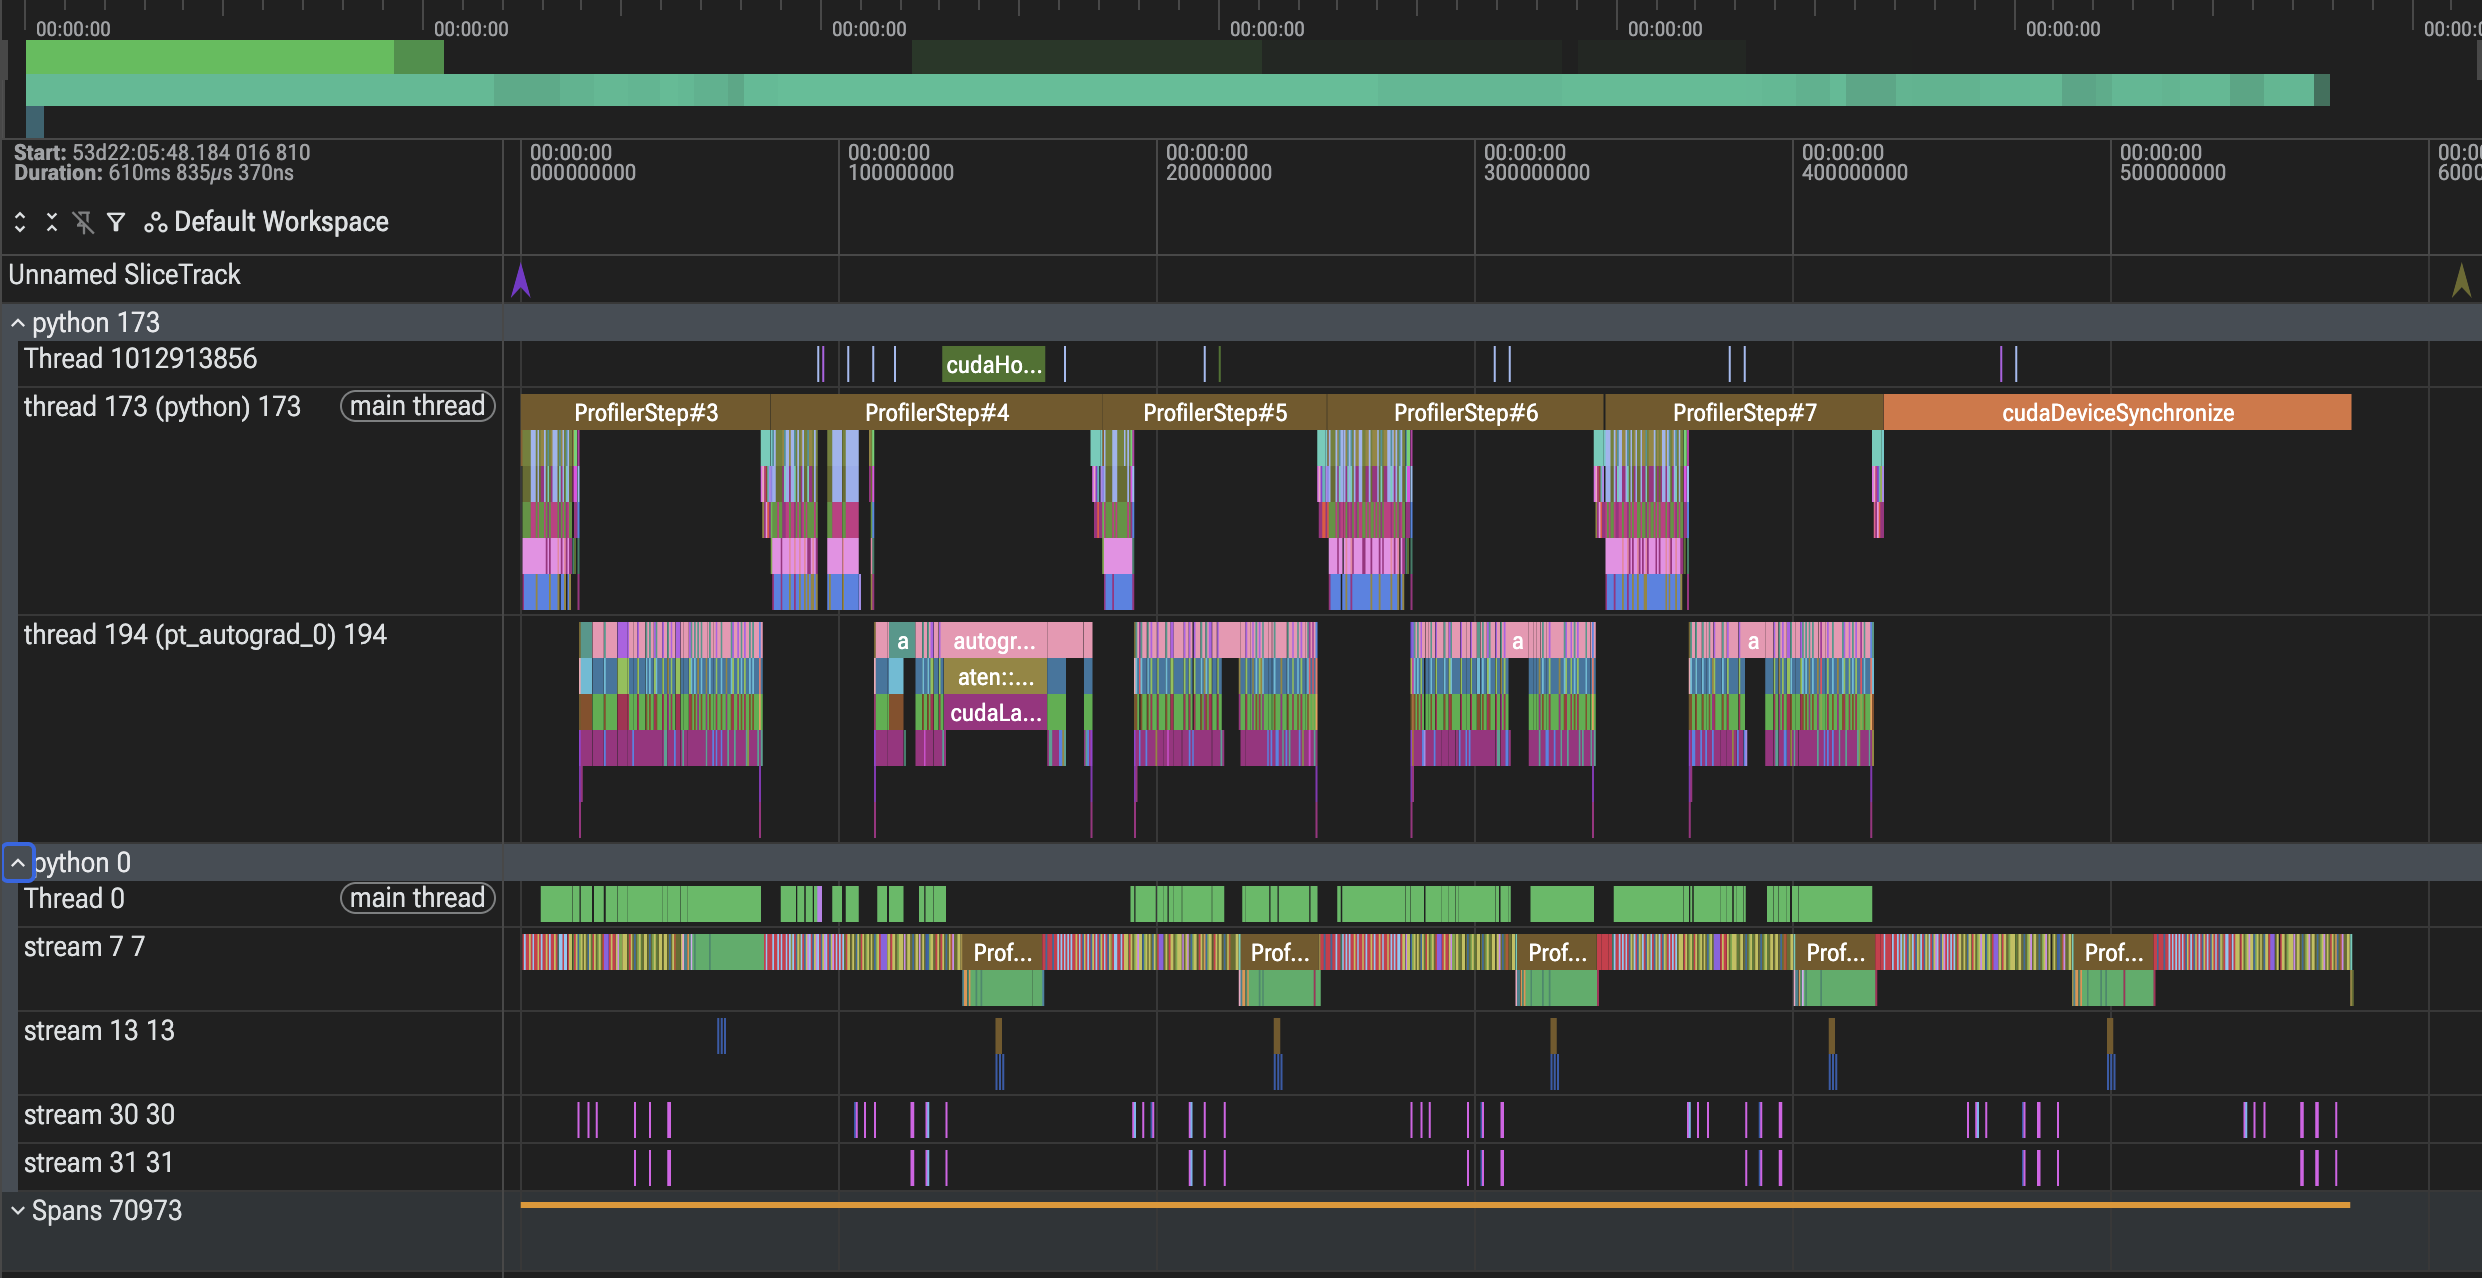 00:00:00 00:00:00 00:00:00 00:00:00 00:00:00 00:00:00 00:00:
Start: 53d22:05:48.184 016 810
Duration: 610ms 835µs 370ns
00:00:00 00:00:00 00:00:00 00:00:00 00:00:00 00:00:00 00:0
000000000 100000000 200000000 300000000 400000000 500000000 6000
Default Workspace
Unnamed SliceTrack
python 173
Thread 1012913856
cudaHo...
thread 173 (python) 173 main thread
ProfilerStep#3 ProfilerStep#4 ProfilerStep#5 ProfilerStep#6 ProfilerStep#7 cudaDeviceSynchronize
thread 194 (pt_autograd_0) 194
a autogr... a a
aten::...
cudaLa...
python 0
Thread 0 main thread
stream 7 7
Prof... Prof... Prof... Prof... Prof...
stream 13 13
stream 30 30
stream 31 31
Spans 70973